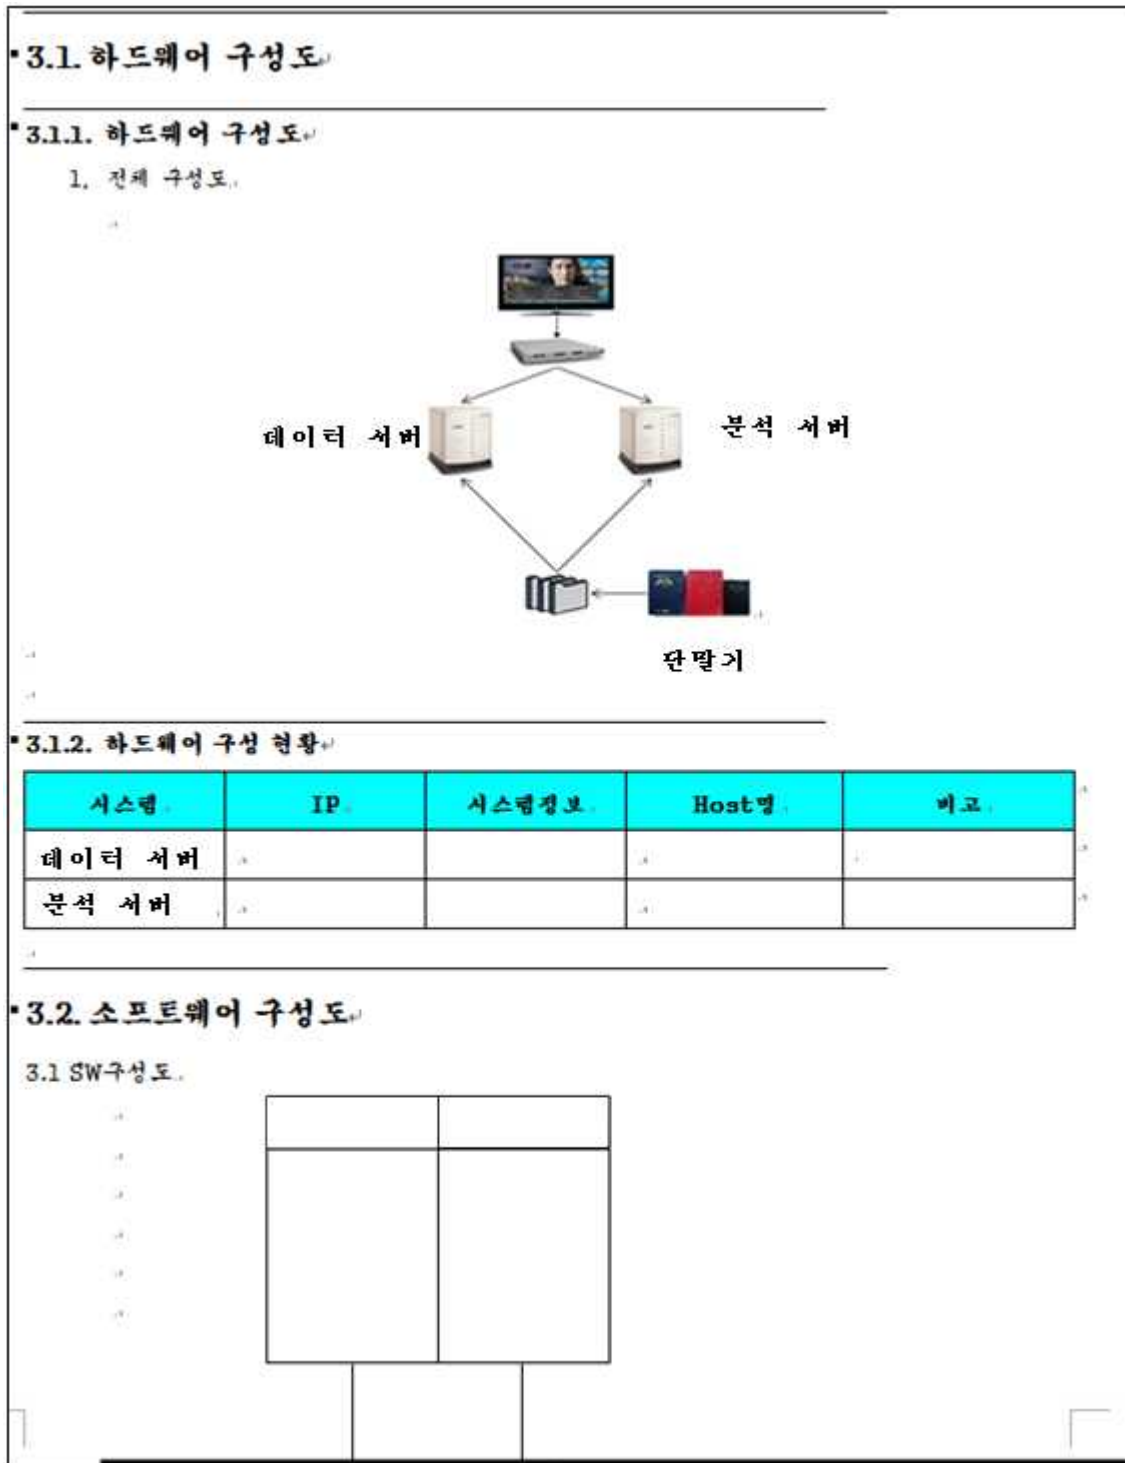 3.1. 하드웨어 구성도
3.1.1. 하드웨어 구성도
1. 전체 구성도
데이터 서버
분석 서버
단말기
3.1.2. 하드웨어 구성 현황
시스템 IP 시스템정보 Host명 비고
데이터 서버
분석 서버
3.2. 소프트웨어 구성도
3.1 SW구성도